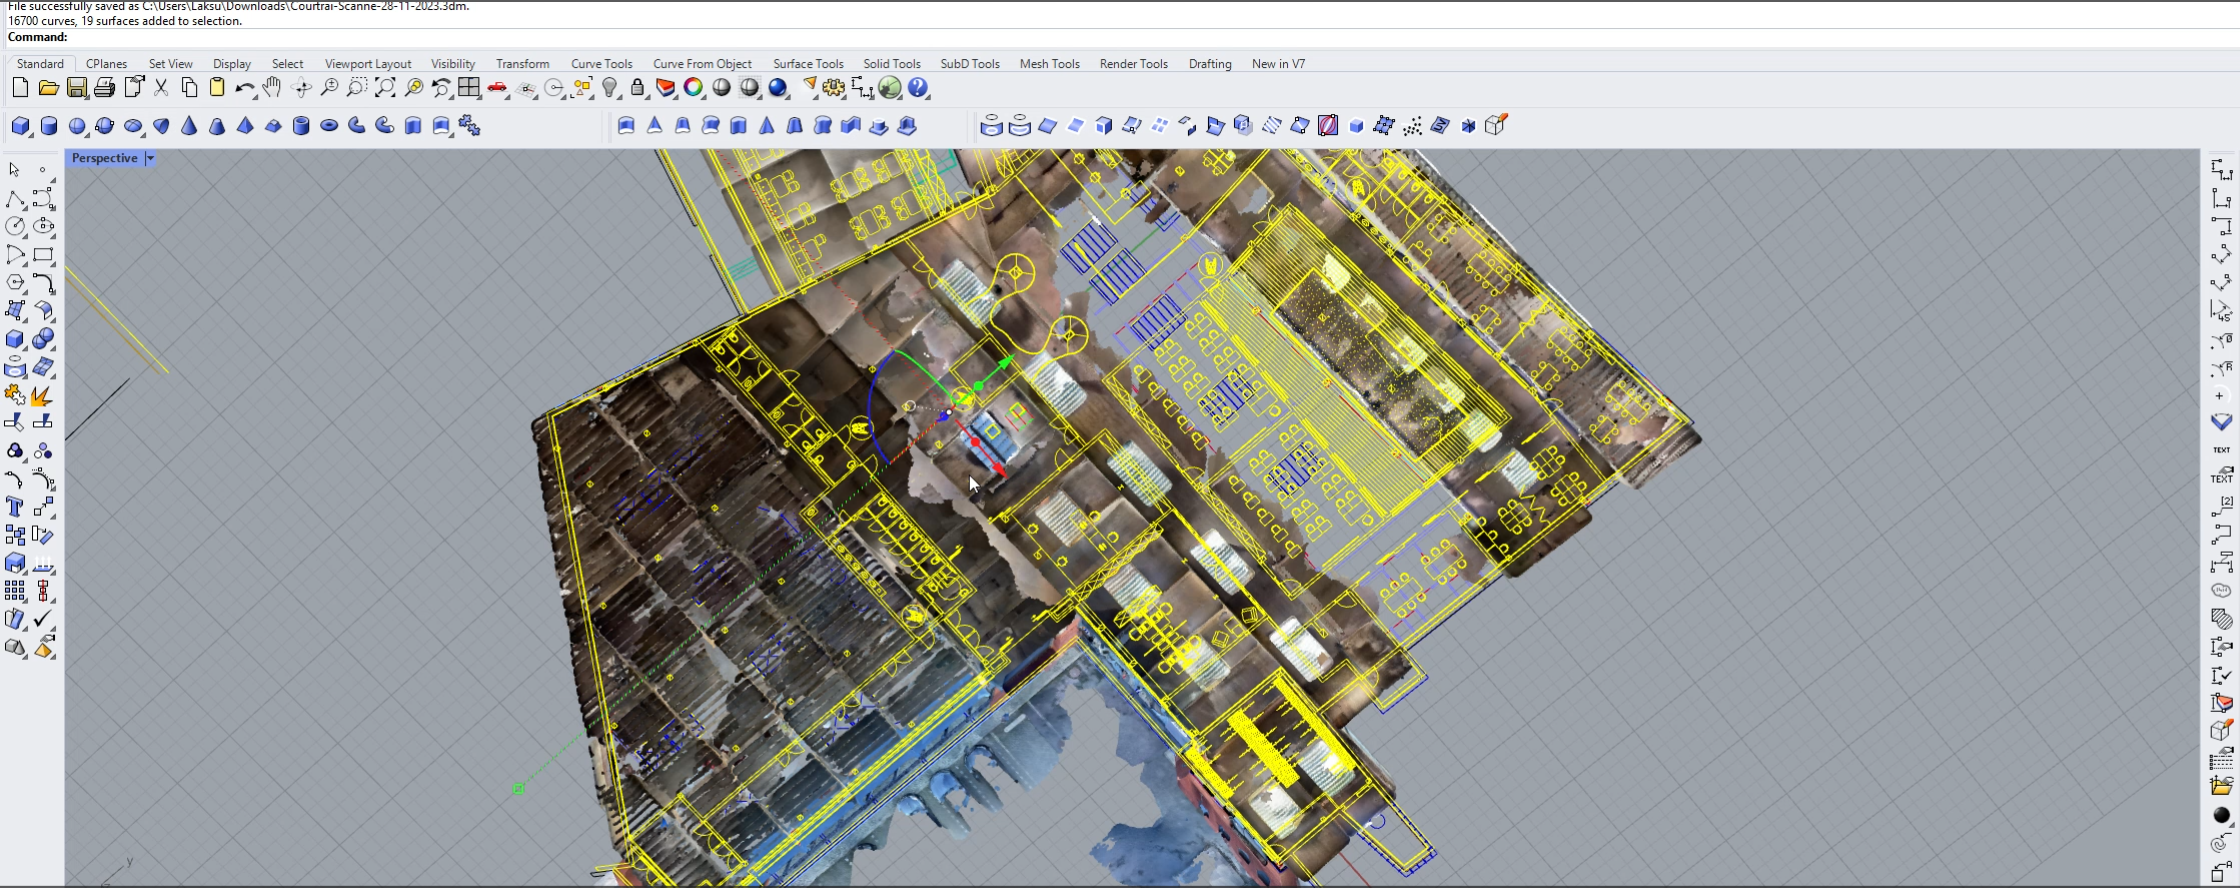 File successfully saved as C:\Users\Laksu\Downloads\Courtrai-Scanne-28-11-2023.3dm.
16700 curves, 19 surfaces added to selection.
Command:
Standard CPlanes Set View Display Select Viewport Layout Visibility Transform Curve Tools Curve From Object Surface Tools Solid Tools SubD Tools Mesh Tools Render Tools Drafting New in V7
Perspective
TEXT
TEXT
y